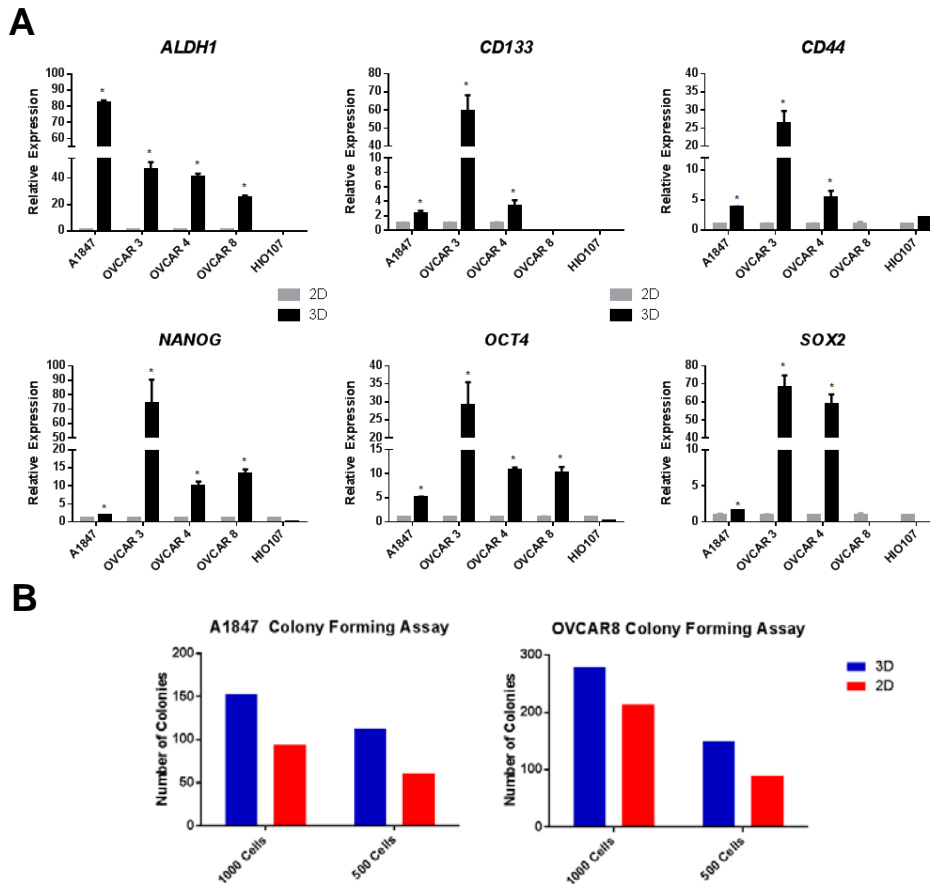 A
ALDH1
CD133
CD44
Relative Expression
100
90
80
70
60
40
20
0
A1847
OVCAR 3
OVCAR 4
OVCAR 8
HIO107
Relative Expression
80
70
60
50
40
10
8
6
4
2
0
A1847
OVCAR 3
OVCAR 4
OVCAR 8
HIO107
Relative Expression
40
35
30
25
20
15
15
10
5
0
A1847
OVCAR 3
OVCAR 4
OVCAR 8
HIO107
2D
3D
2D
3D
NANOG
OCT4
SOX2
Relative Expression
100
90
80
70
60
50
20
15
10
5
0
A1847
OVCAR 3
OVCAR 4
OVCAR 8
HIO107
Relative Expression
40
35
30
25
20
15
10
5
0
A1847
OVCAR 3
OVCAR 4
OVCAR 8
HIO107
Relative Expression
80
70
60
50
40
10
8
6
4
2
0
A1847
OVCAR 3
OVCAR 4
OVCAR 8
HIO107
B
A1847 Colony Forming Assay
Number of Colonies
200
150
100
50
0
1000 Cells
500 Cells
OVCAR8 Colony Forming Assay
Number of Colonies
300
200
100
0
1000 Cells
500 Cells
3D
2D